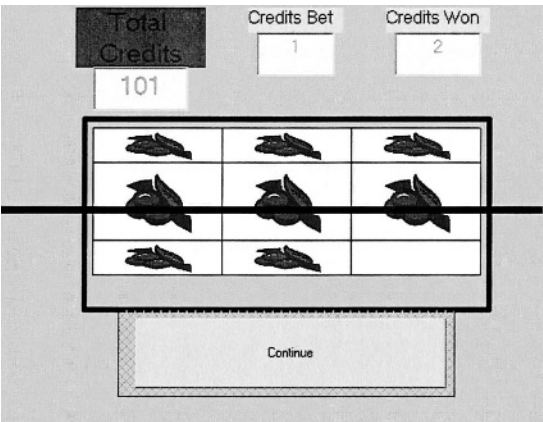 Total
Credits
101
Credits Bet
1
Credits Won
2
Continue